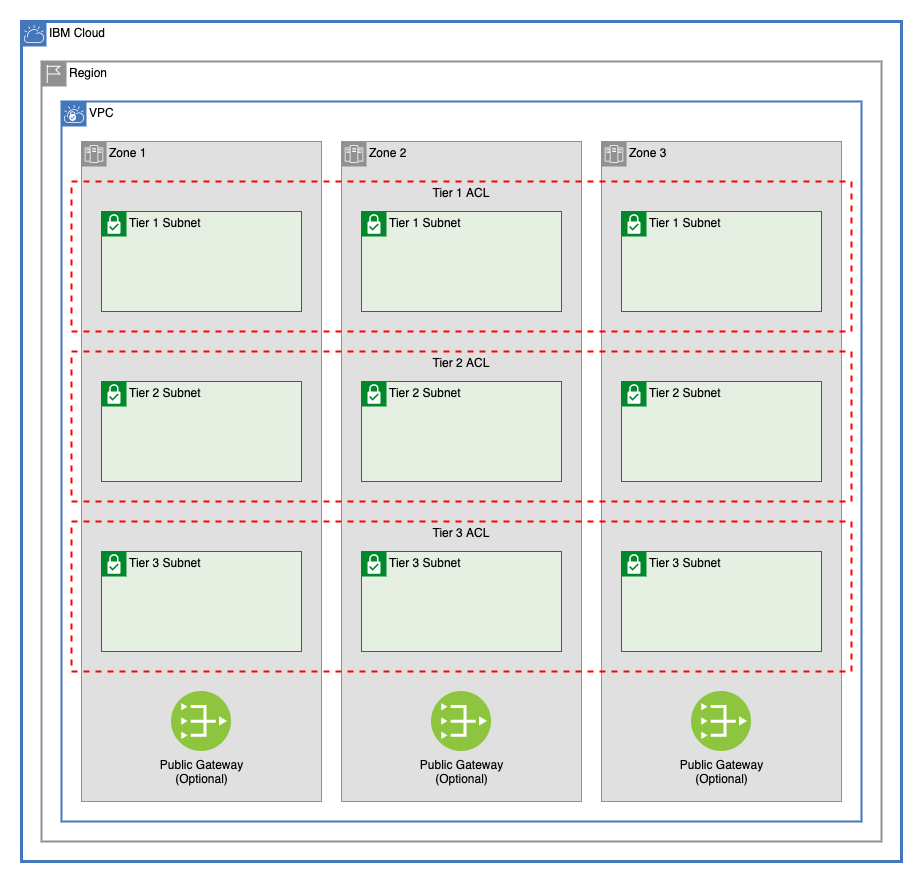 IBM Cloud
Region
VPC
Zone 1
Zone 2
Zone 3
Tier 1 ACL
Tier 1 Subnet
Tier 1 Subnet
Tier 1 Subnet
Tier 2 ACL
Tier 2 Subnet
Tier 2 Subnet
Tier 2 Subnet
Tier 3 ACL
Tier 3 Subnet
Tier 3 Subnet
Tier 3 Subnet
Public Gateway
(Optional)
Public Gateway
(Optional)
Public Gateway
(Optional)